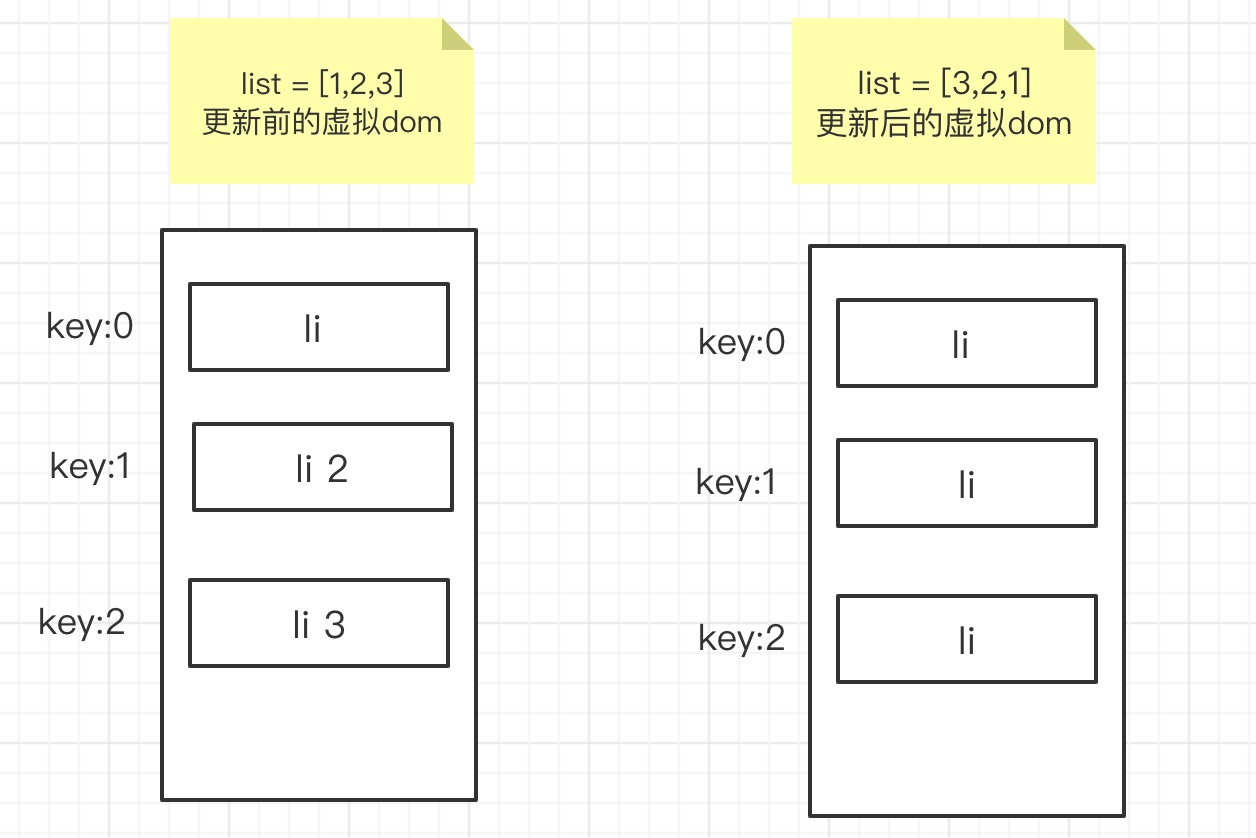 list = [1,2,3]
更新前的虚拟dom
list = [3,2,1]
更新后的虚拟dom
key:0
li
key:1
li 2
key:2
li 3
key:0
li
key:1
li
key:2
li